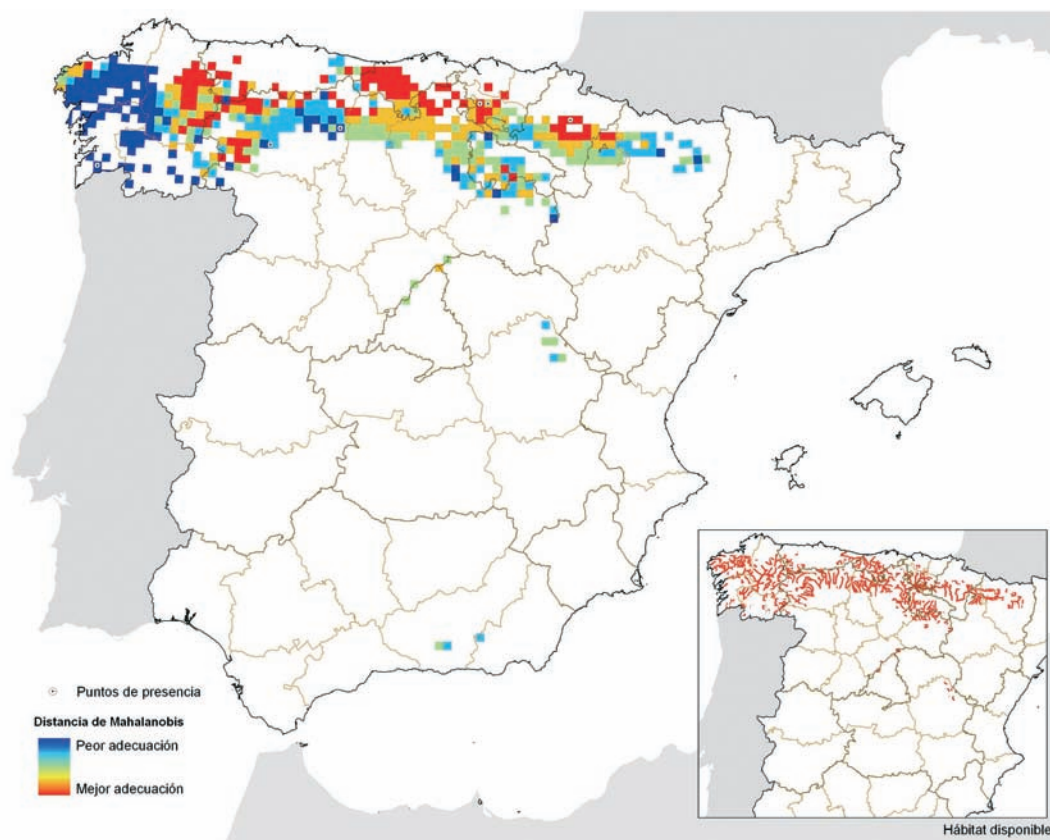 Puntos de presencia
Distancia de Mahalanobis
Peor adecuación
Mejor adecuación
Hábitat disponible